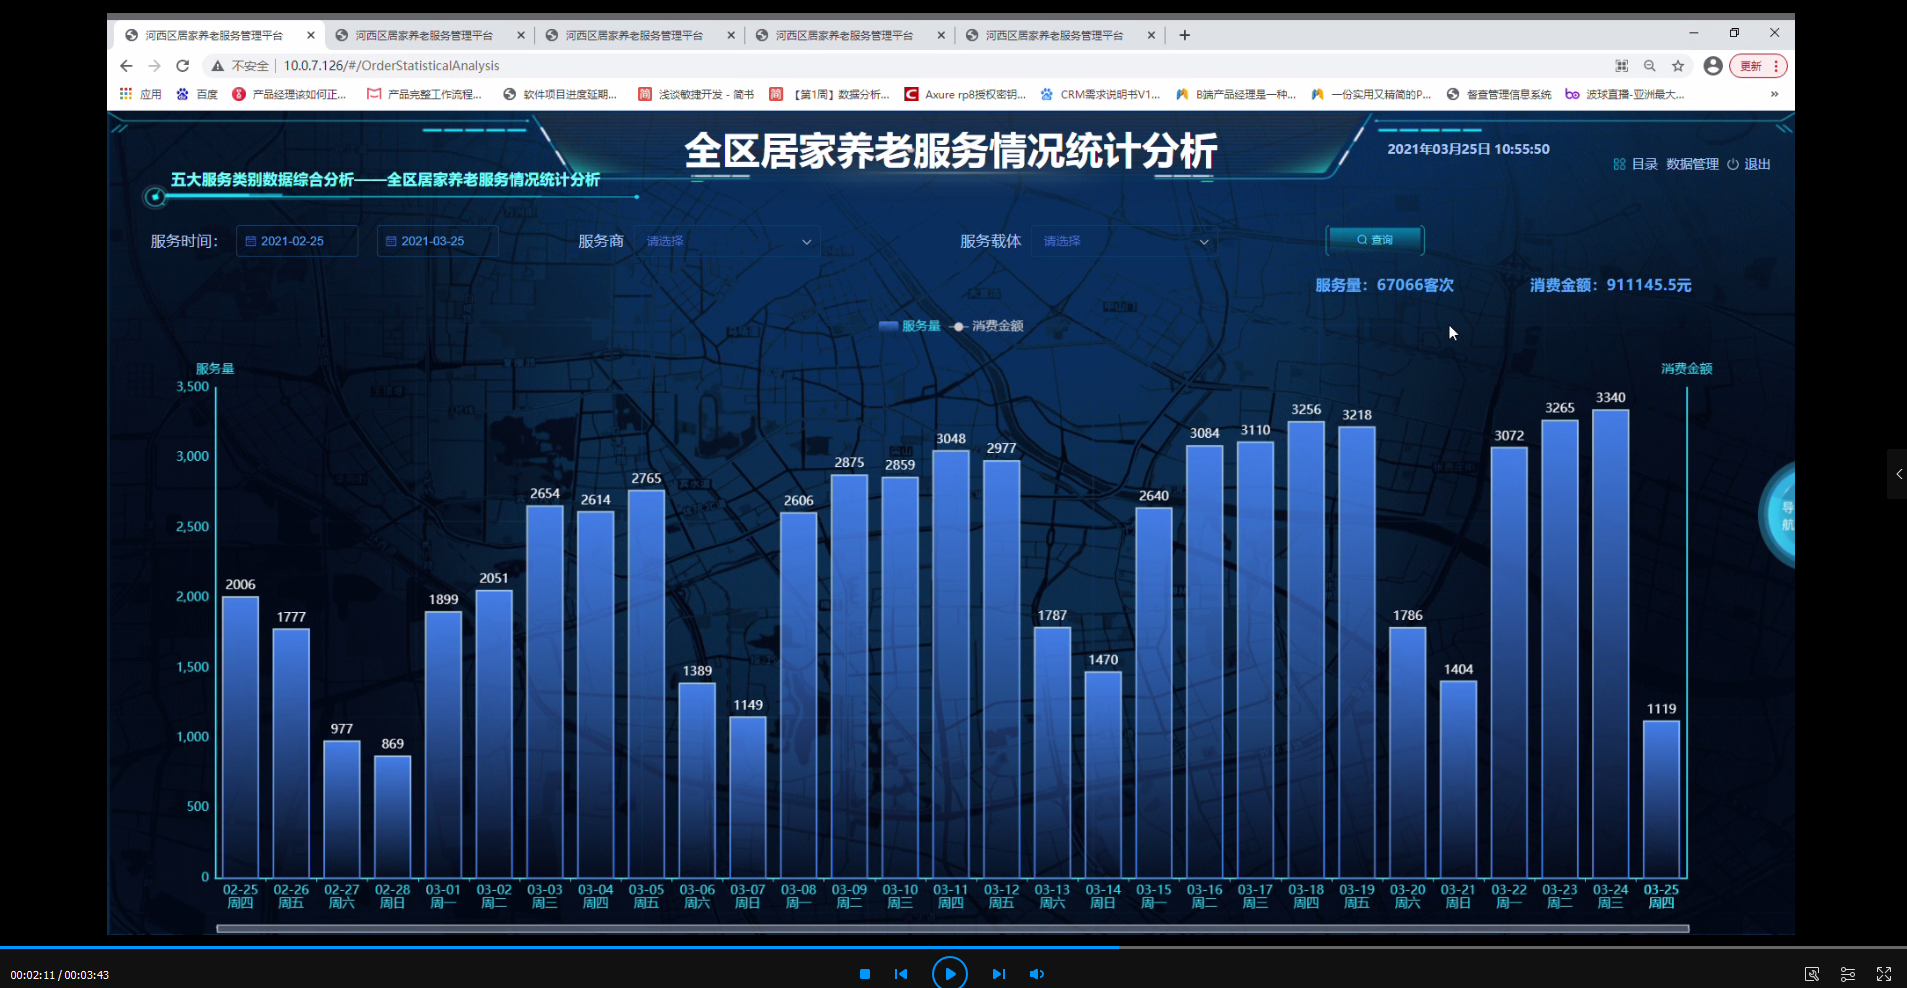 河西区居家养老服务管理平台 河西区居家养老服务管理平台 河西区居家养老服务管理平台 河西区居家养老服务管理平台 河西区居家养老服务管理平台
不安全 10.0.7.126/#/OrderStatisticalAnalysis 更新
应用 百度 产品经理该如何正... 产品完整工作流程... 软件项目进度延期... 浅谈敏捷开发 - 简书 【第1周】数据分析... Axure rp8授权密钥... CRM需求说明书V1... B端产品经理是一种... 一份实用又精简的P... 督查管理信息系统 波球直播-亚洲最大... »
全区居家养老服务情况统计分析
2021年03月25日 10:55:50
目录 数据管理 退出
五大服务类别数据综合分析——全区居家养老服务情况统计分析
服务时间: 2021-02-25 2021-03-25 服务商 请选择 服务载体 请选择 查询
服务量：67066客次 消费金额：911145.5元
服务量 消费金额
服务量 消费金额
3,500
3,000
2,500
2,000
1,500
1,000
500
0
2006 1777 977 869 1899 2051 2654 2614 2765 1389 1149 2606 2875 2859 3048 2977 1787 1470 2640 3084 3110 3256 3218 1786 1404 3072 3265 3340 1119
02-25 02-26 02-27 02-28 03-01 03-02 03-03 03-04 03-05 03-06 03-07 03-08 03-09 03-10 03-11 03-12 03-13 03-14 03-15 03-16 03-17 03-18 03-19 03-20 03-21 03-22 03-23 03-24 03-25
周四 周五 周六 周日 周一 周二 周三 周四 周五 周六 周日 周一 周二 周三 周四 周五 周六 周日 周一 周二 周三 周四 周五 周六 周日 周一 周二 周三 周四
导
航
00:02:11 / 00:03:43